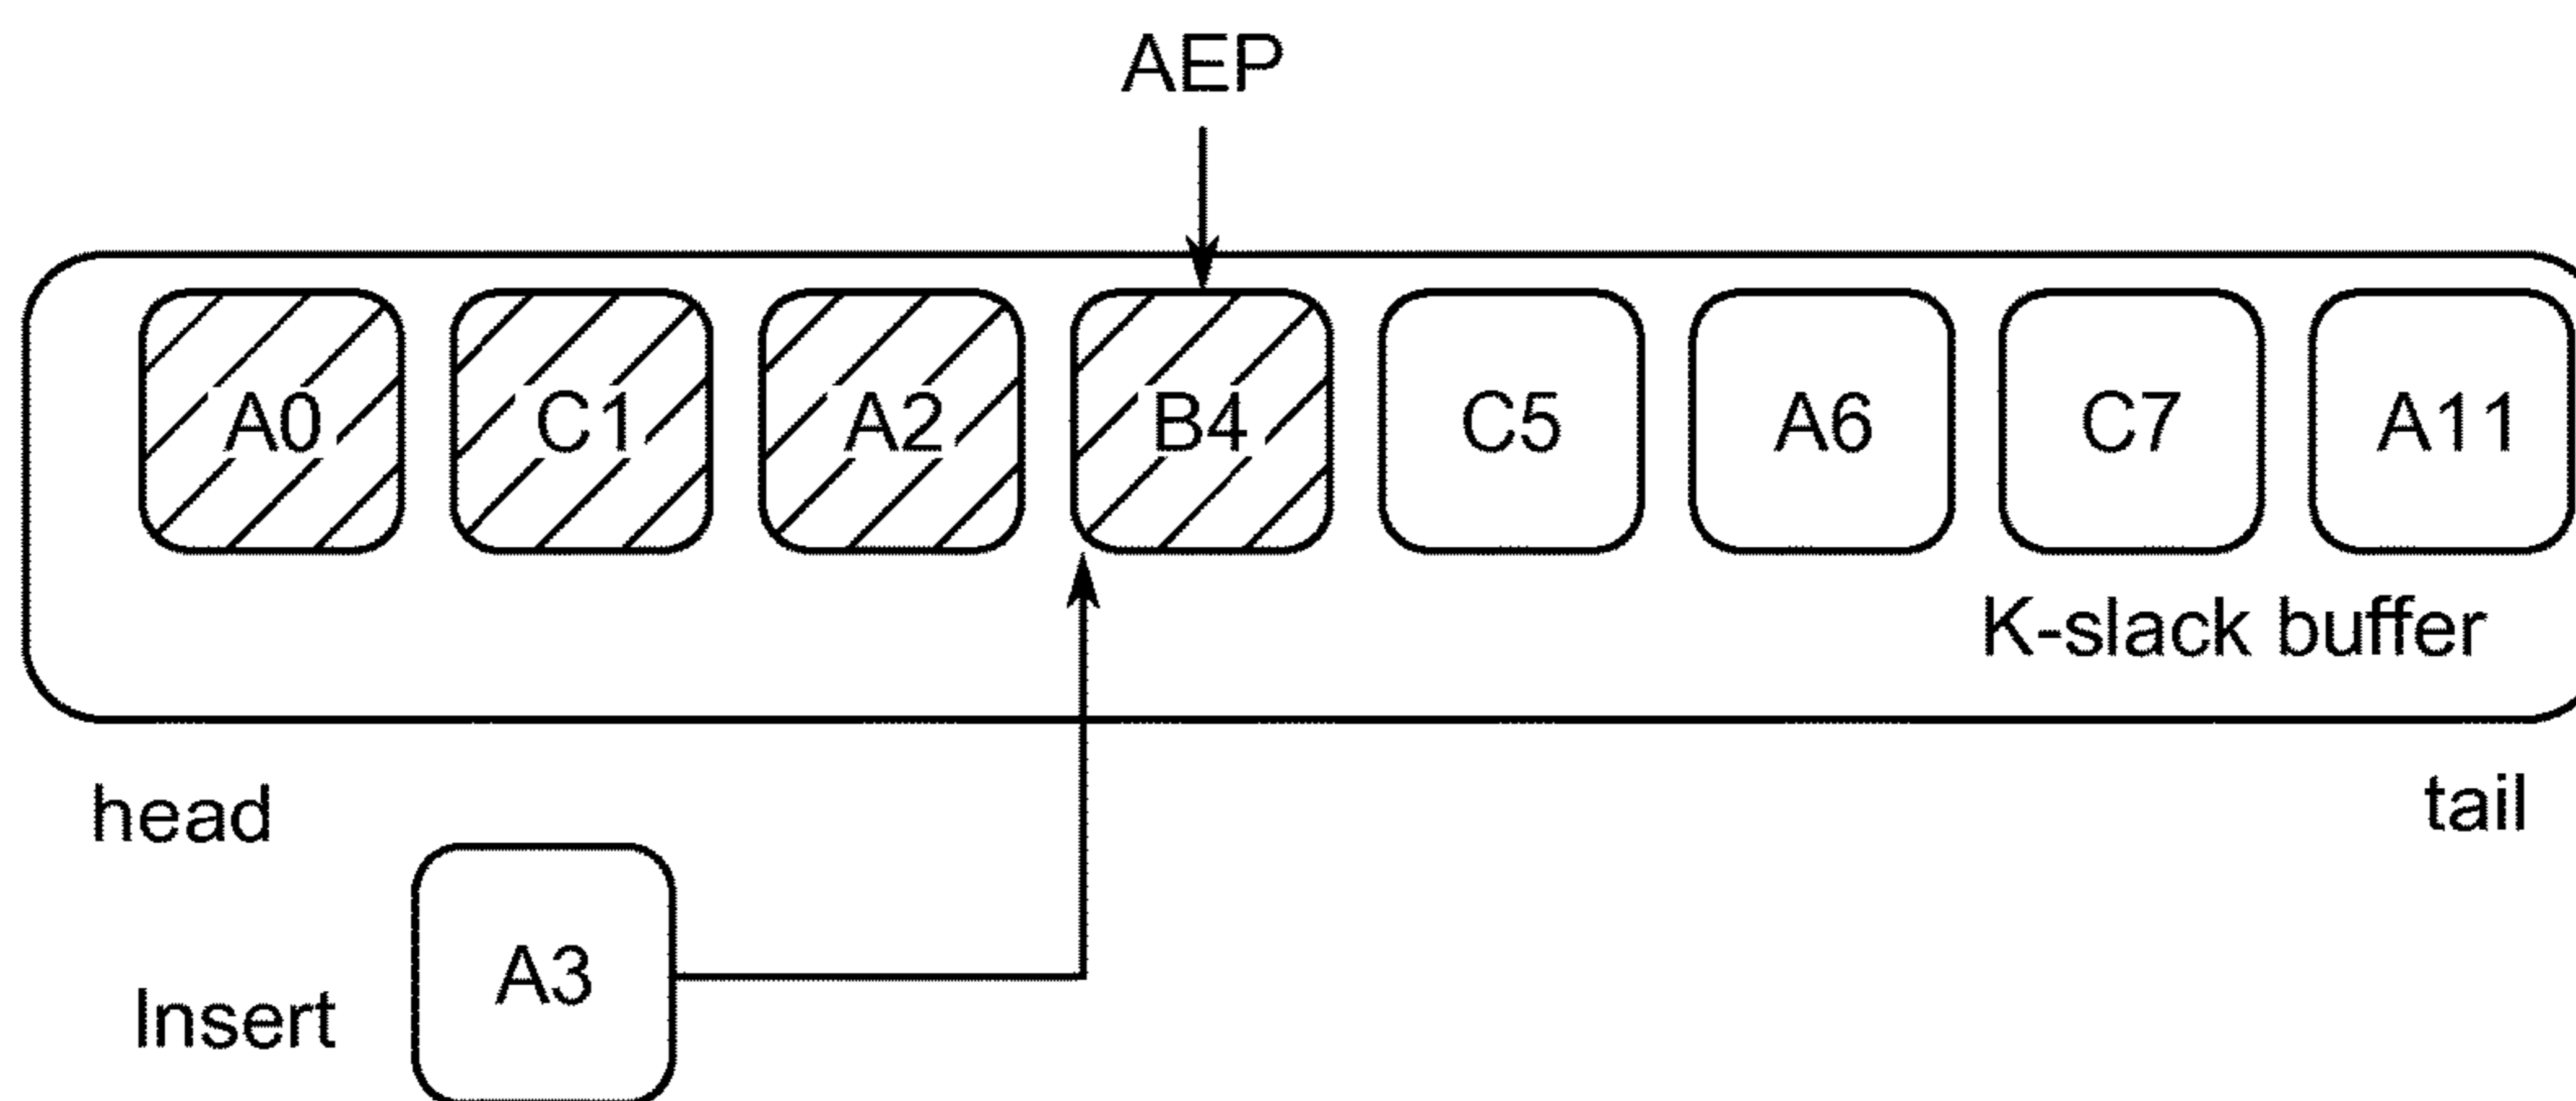 AEP
A0 C1 A2 B4 C5 A6 C7 A11
K-slack buffer
head tail
Insert A3